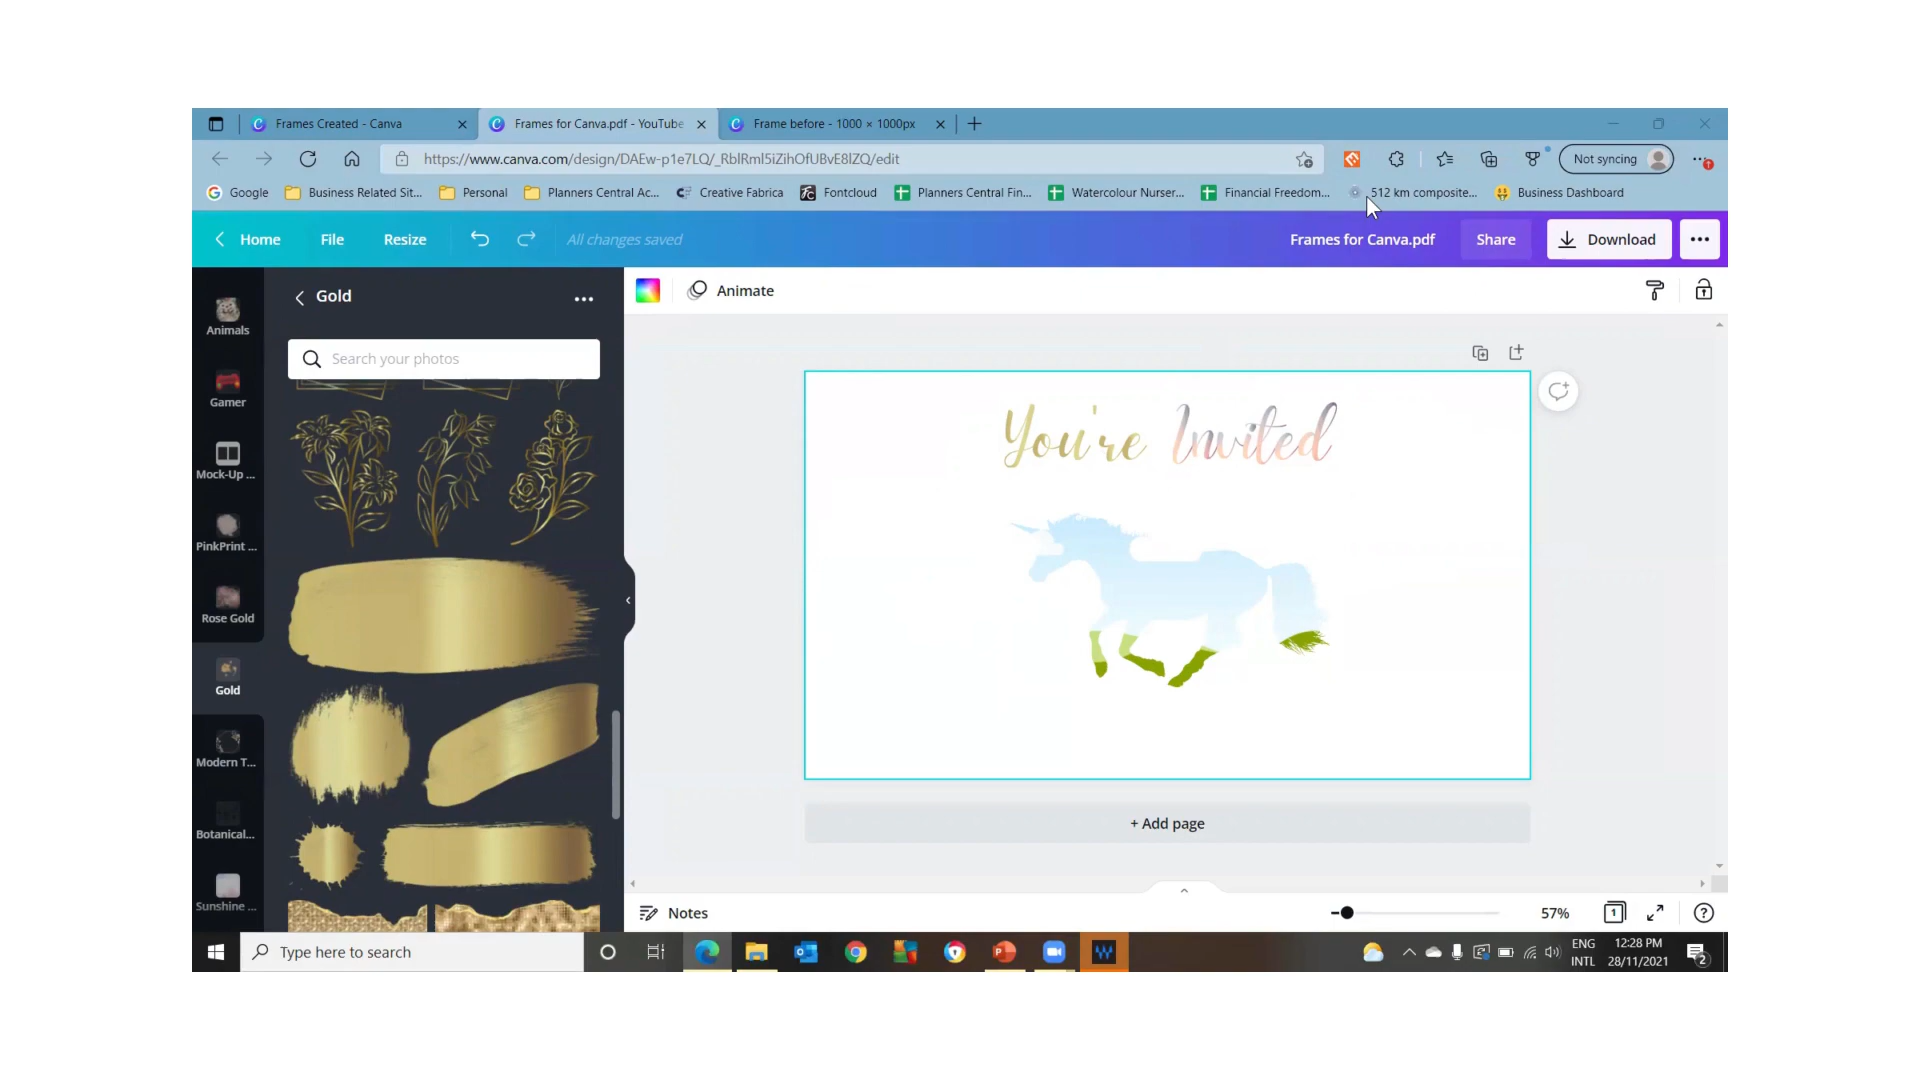 Frames Created - Canva
Frames for Canva.pdf - YouTube
Frame before - 1000 × 1000px
https://www.canva.com/design/DAEw-p1e7LQ/_RblRml5iZihOfUBvE8lZQ/edit
Not syncing
Google
Business Related Sit...
Personal
Planners Central Ac...
Creative Fabrica
Fontcloud
Planners Central Fin...
Watercolour Nurser...
Financial Freedom...
512 km composite...
Business Dashboard
Home
File
Resize
All changes saved
Frames for Canva.pdf
Share
Download
Animals
Gamer
Mock-Up ...
PinkPrint ...
Rose Gold
Gold
Modern T...
Botanical...
Sunshine ...
Gold
Search your photos
Animate
You're Invited
+ Add page
Notes
57%
1
Type here to search
ENG
INTL
12:28 PM
28/11/2021
2